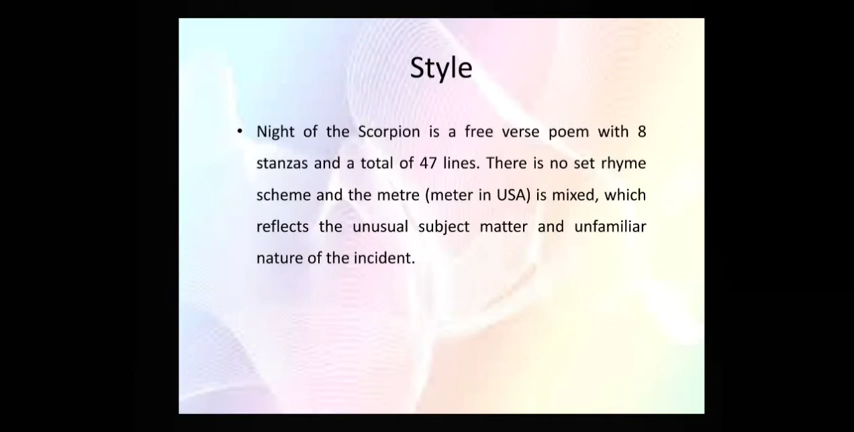 Style
• Night of the Scorpion is a free verse poem with 8
stanzas and a total of 47 lines. There is no set rhyme
scheme and the metre (meter in USA) is mixed, which
reflects the unusual subject matter and unfamiliar
nature of the incident.